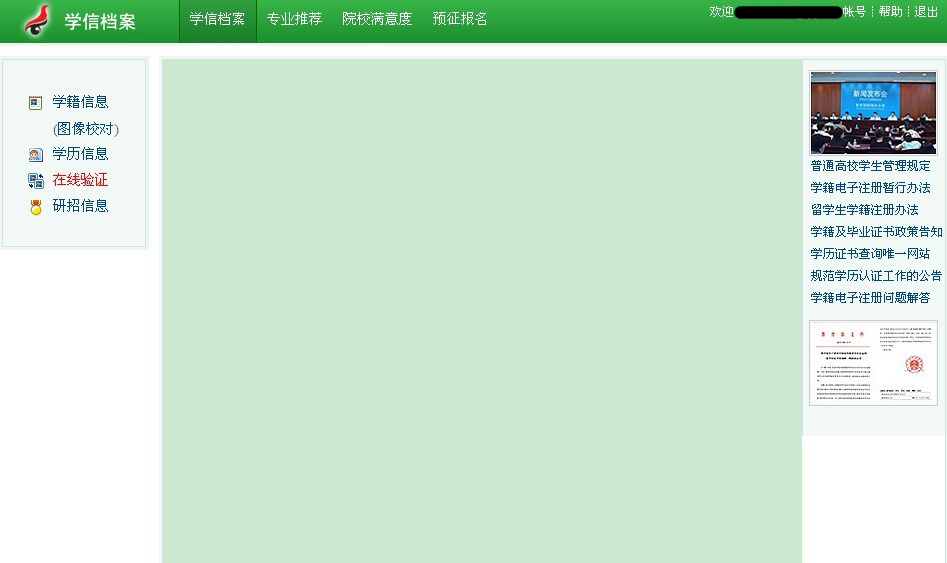 学信档案
学信档案 专业推荐 院校满意度 预征报名
欢迎 帐号 帮助 退出
学籍信息
(图像校对)
学历信息
在线验证
研招信息
新闻发布会
普通高校学生管理规定
学籍电子注册暂行办法
留学生学籍注册办法
学籍及毕业证书政策告知
学历证书查询唯一网站
规范学历认证工作的公告
学籍电子注册问题解答